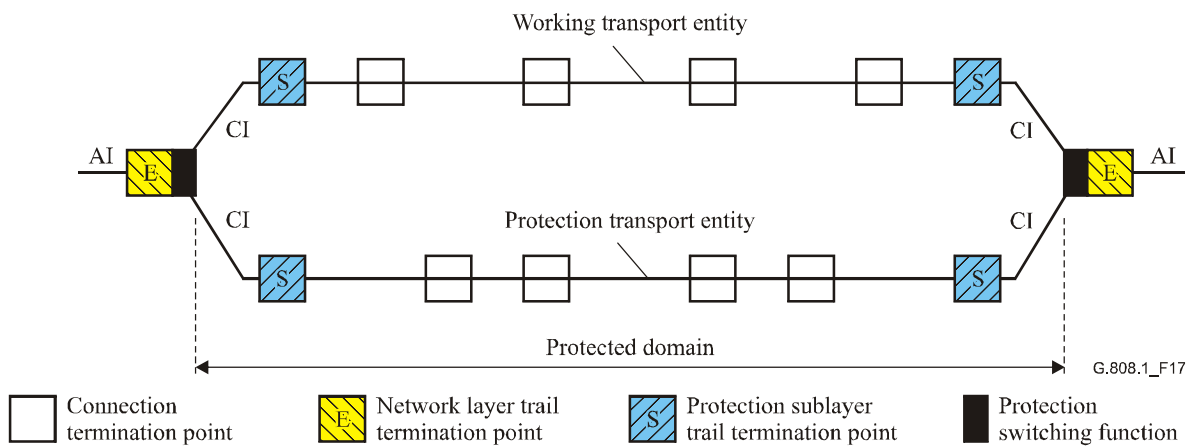 Working transport entity
S
S
CI
CI
AI
E
E
AI
CI
Protection transport entity
CI
S
S
Protected domain
G.808.1_F17
Connection
termination point
E
Network layer trail
termination point
S
Protection sublayer
trail termination point
Protection
switching function